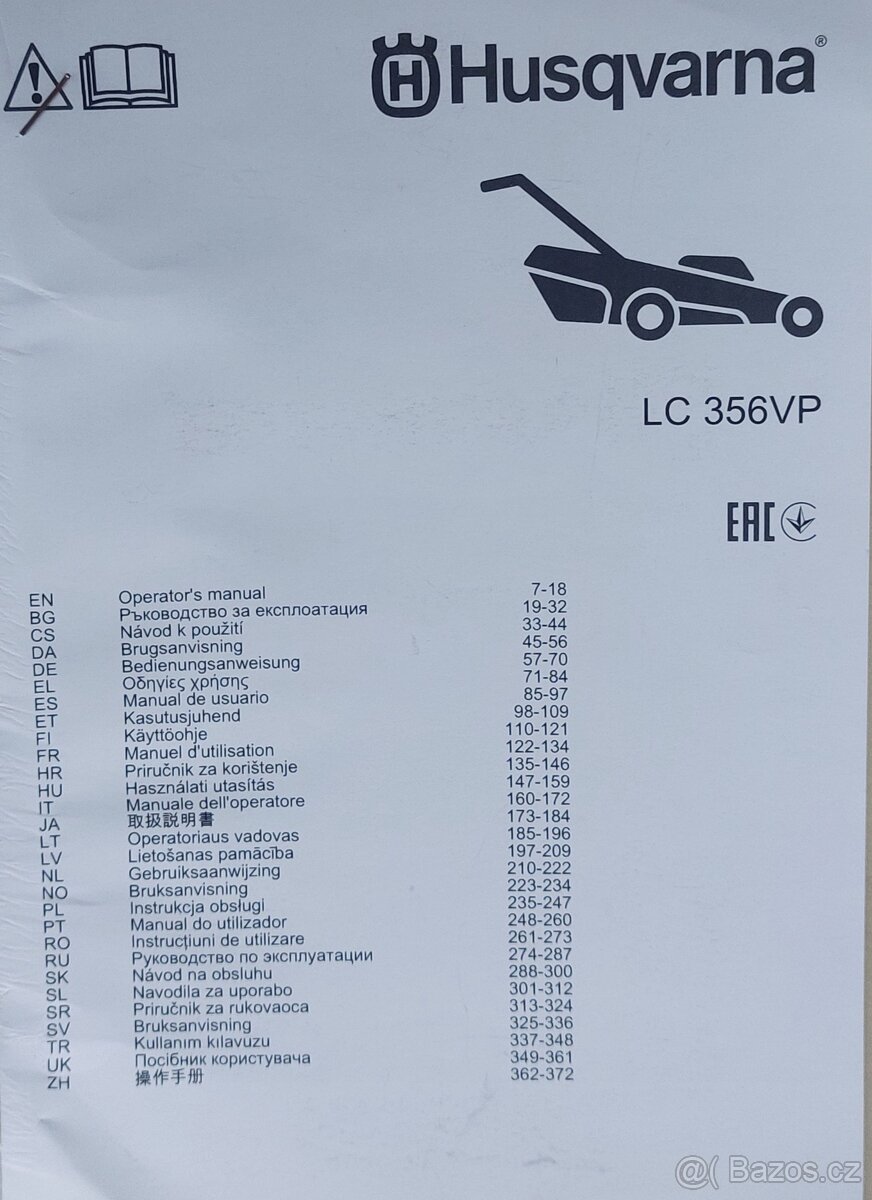 Husqvarna®
LC 356VP
EAC
EN Operator's manual 7-18
BG Ръководство за експлоатация 19-32
CS Návod k použití 33-44
DA Brugsanvisning 45-56
DE Bedienungsanweisung 57-70
EL Οδηγίες χρήσης 71-84
ES Manual de usuario 85-97
ET Kasutusjuhend 98-109
FI Käyttöohje 110-121
FR Manuel d'utilisation 122-134
HR Priručnik za korištenje 135-146
HU Használati utasítás 147-159
IT Manuale dell'operatore 160-172
JA 取扱説明書 173-184
LT Operatoriaus vadovas 185-196
LV Lietošanas pamācība 197-209
NL Gebruiksaanwijzing 210-222
NO Bruksanvisning 223-234
PL Instrukcja obsługi 235-247
PT Manual do utilizador 248-260
RO Instrucțiuni de utilizare 261-273
RU Руководство по эксплуатации 274-287
SK Návod na obsluhu 288-300
SL Navodila za uporabo 301-312
SR Priručnik za rukovaoca 313-324
SV Bruksanvisning 325-336
TR Kullanım kılavuzu 337-348
UK Посібник користувача 349-361
ZH 操作手册 362-372
@( Bazos.cz